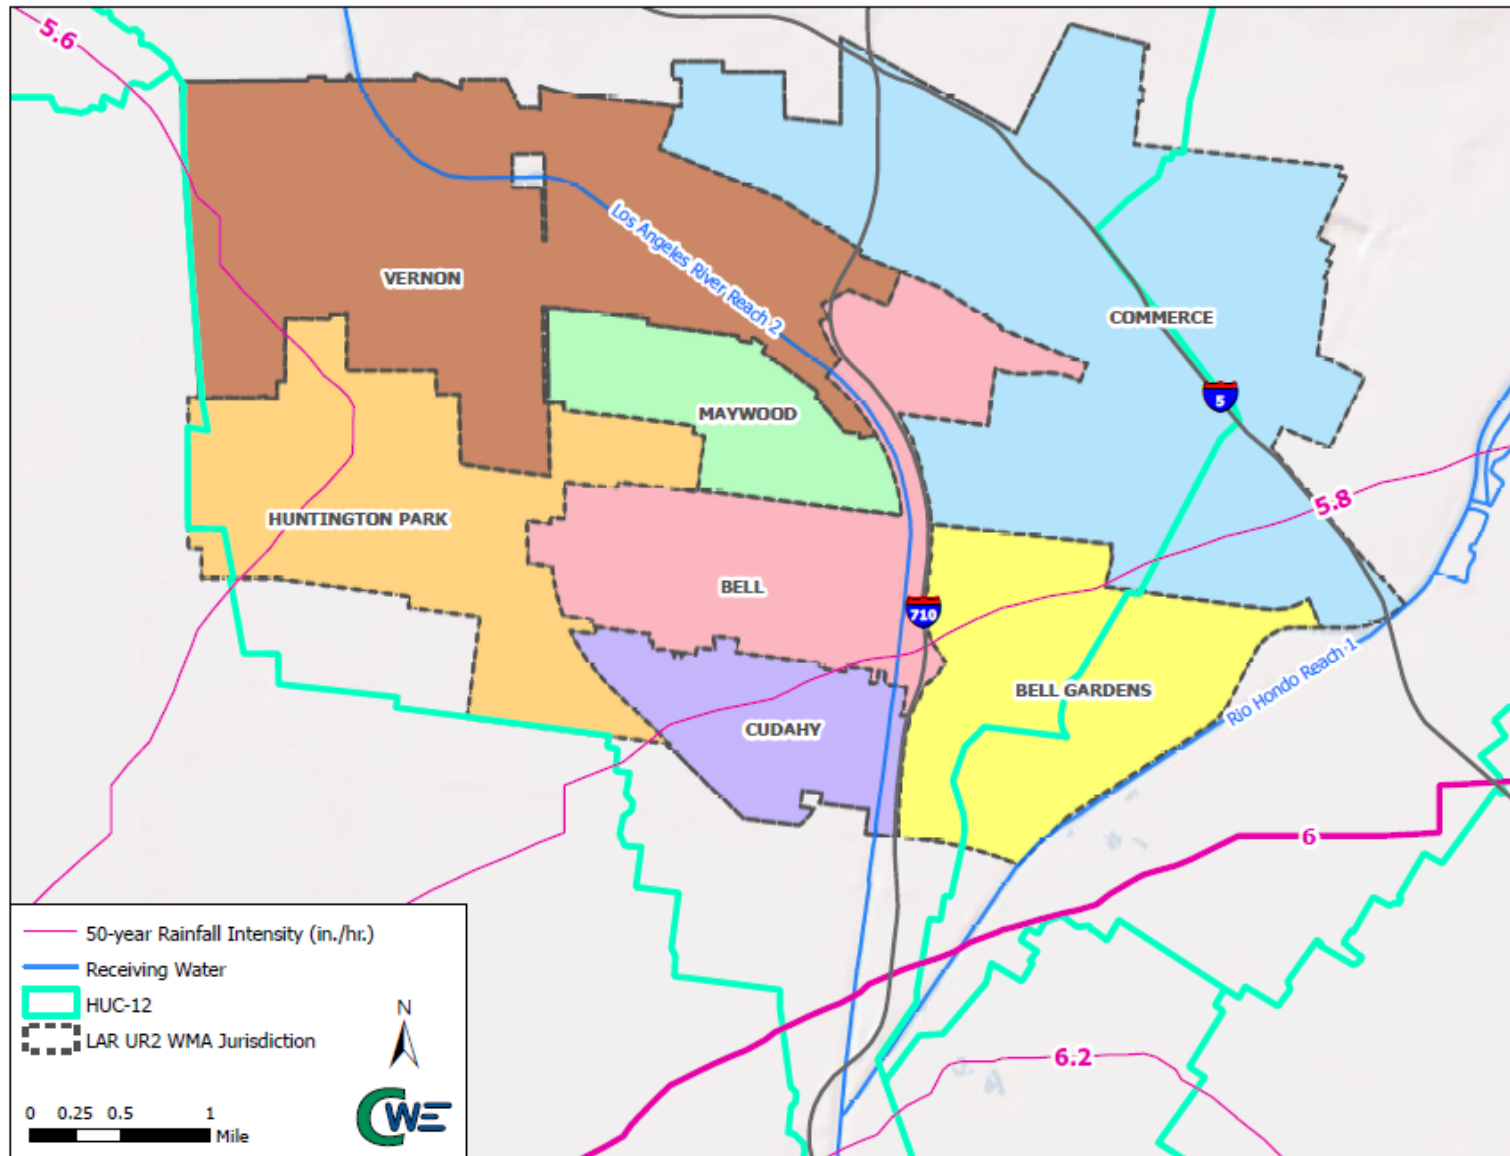 5.6
Los Angeles River Reach 2
VERNON
COMMERCE
5
MAYWOOD
5.8
HUNTINGTON PARK
BELL
710
BELL GARDENS
Rio Hondo Reach 1
CUDAHY
6
6.2
50-year Rainfall Intensity (in./hr.)
Receiving Water
HUC-12
LAR UR2 WMA Jurisdiction
N
0 0.25 0.5 1
Mile
CWE